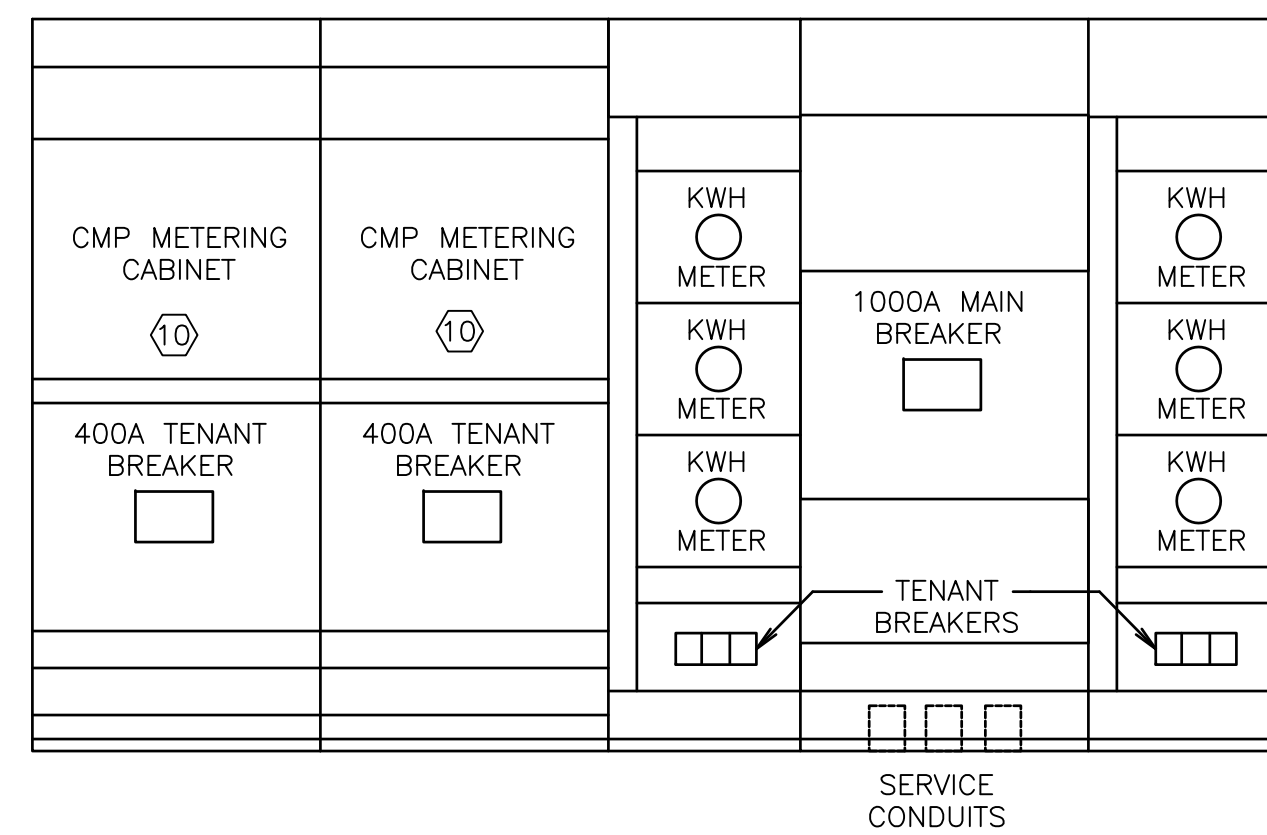 CMP METERING
CABINET
10
400A TENANT
BREAKER
CMP METERING
CABINET
10
400A TENANT
BREAKER
KWH
METER
KWH
METER
KWH
METER
1000A MAIN
BREAKER
TENANT
BREAKERS
SERVICE
CONDUITS
KWH
METER
KWH
METER
KWH
METER